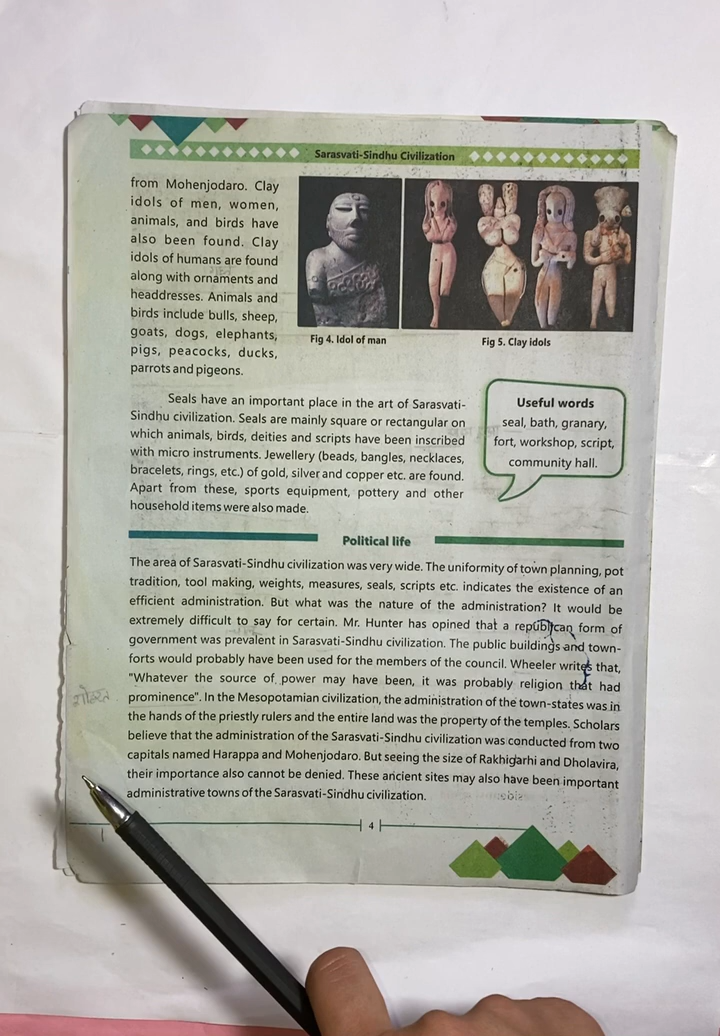 Sarasvati-Sindhu Civilization
from Mohenjodaro. Clay
idols of men, women,
animals, and birds have
also been found. Clay
idols of humans are found
along with ornaments and
headdresses. Animals and
birds include bulls, sheep,
goats, dogs, elephants,
pigs, peacocks, ducks,
parrots and pigeons.
Fig 4. Idol of man
Fig 5. Clay idols
Seals have an important place in the art of Sarasvati-
Sindhu civilization. Seals are mainly square or rectangular on
which animals, birds, deities and scripts have been inscribed
with micro instruments. Jewellery (beads, bangles, necklaces,
bracelets, rings, etc.) of gold, silver and copper etc. are found.
Apart from these, sports equipment, pottery and other
household items were also made.
Useful words
seal, bath, granary,
fort, workshop, script,
community hall.
Political life
The area of Sarasvati-Sindhu civilization was very wide. The uniformity of town planning, pot
tradition, tool making, weights, measures, seals, scripts etc. indicates the existence of an
efficient administration. But what was the nature of the administration? It would be
extremely difficult to say for certain. Mr. Hunter has opined that a republican form of
government was prevalent in Sarasvati-Sindhu civilization. The public buildings and town-
forts would probably have been used for the members of the council. Wheeler writes that,
"Whatever the source of power may have been, it was probably religion that had
prominence". In the Mesopotamian civilization, the administration of the town-states was in
the hands of the priestly rulers and the entire land was the property of the temples. Scholars
believe that the administration of the Sarasvati-Sindhu civilization was conducted from two
capitals named Harappa and Mohenjodaro. But seeing the size of Rakhigarhi and Dholavira,
their importance also cannot be denied. These ancient sites may also have been important
administrative towns of the Sarasvati-Sindhu civilization.
4